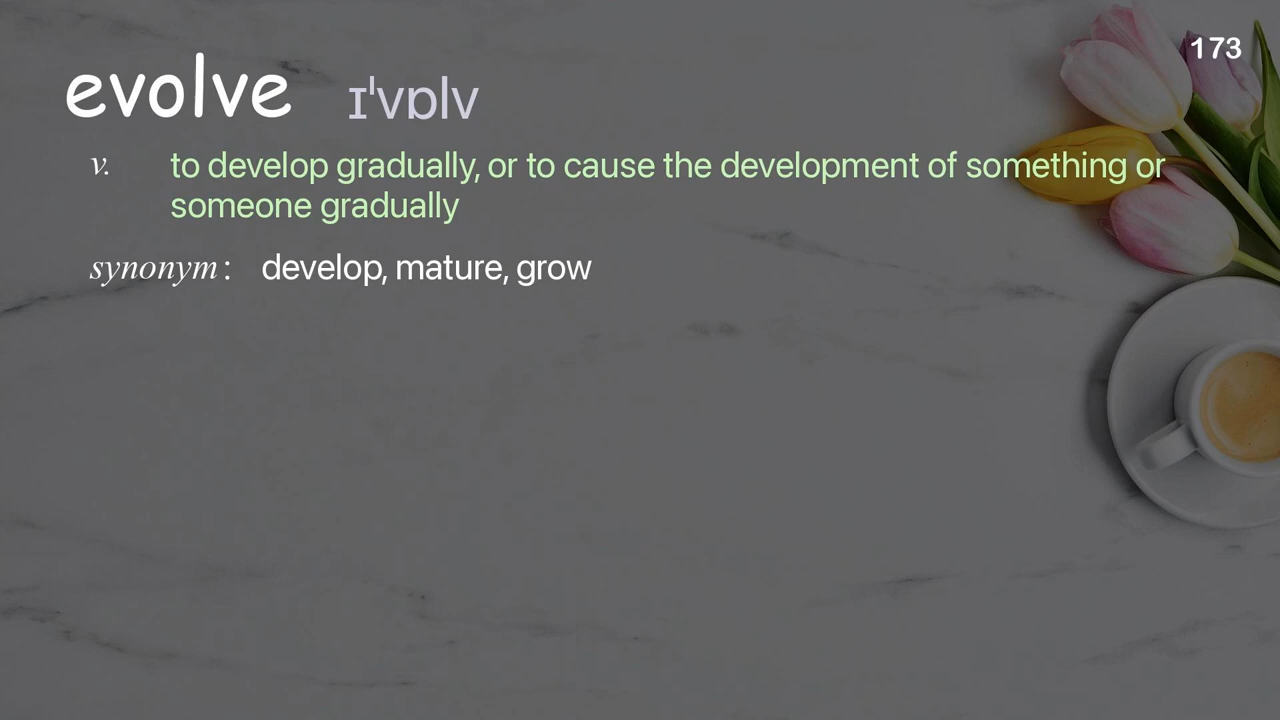 173
evolve ɪˈvɒlv
v. to develop gradually, or to cause the development of something or
someone gradually
synonym : develop, mature, grow